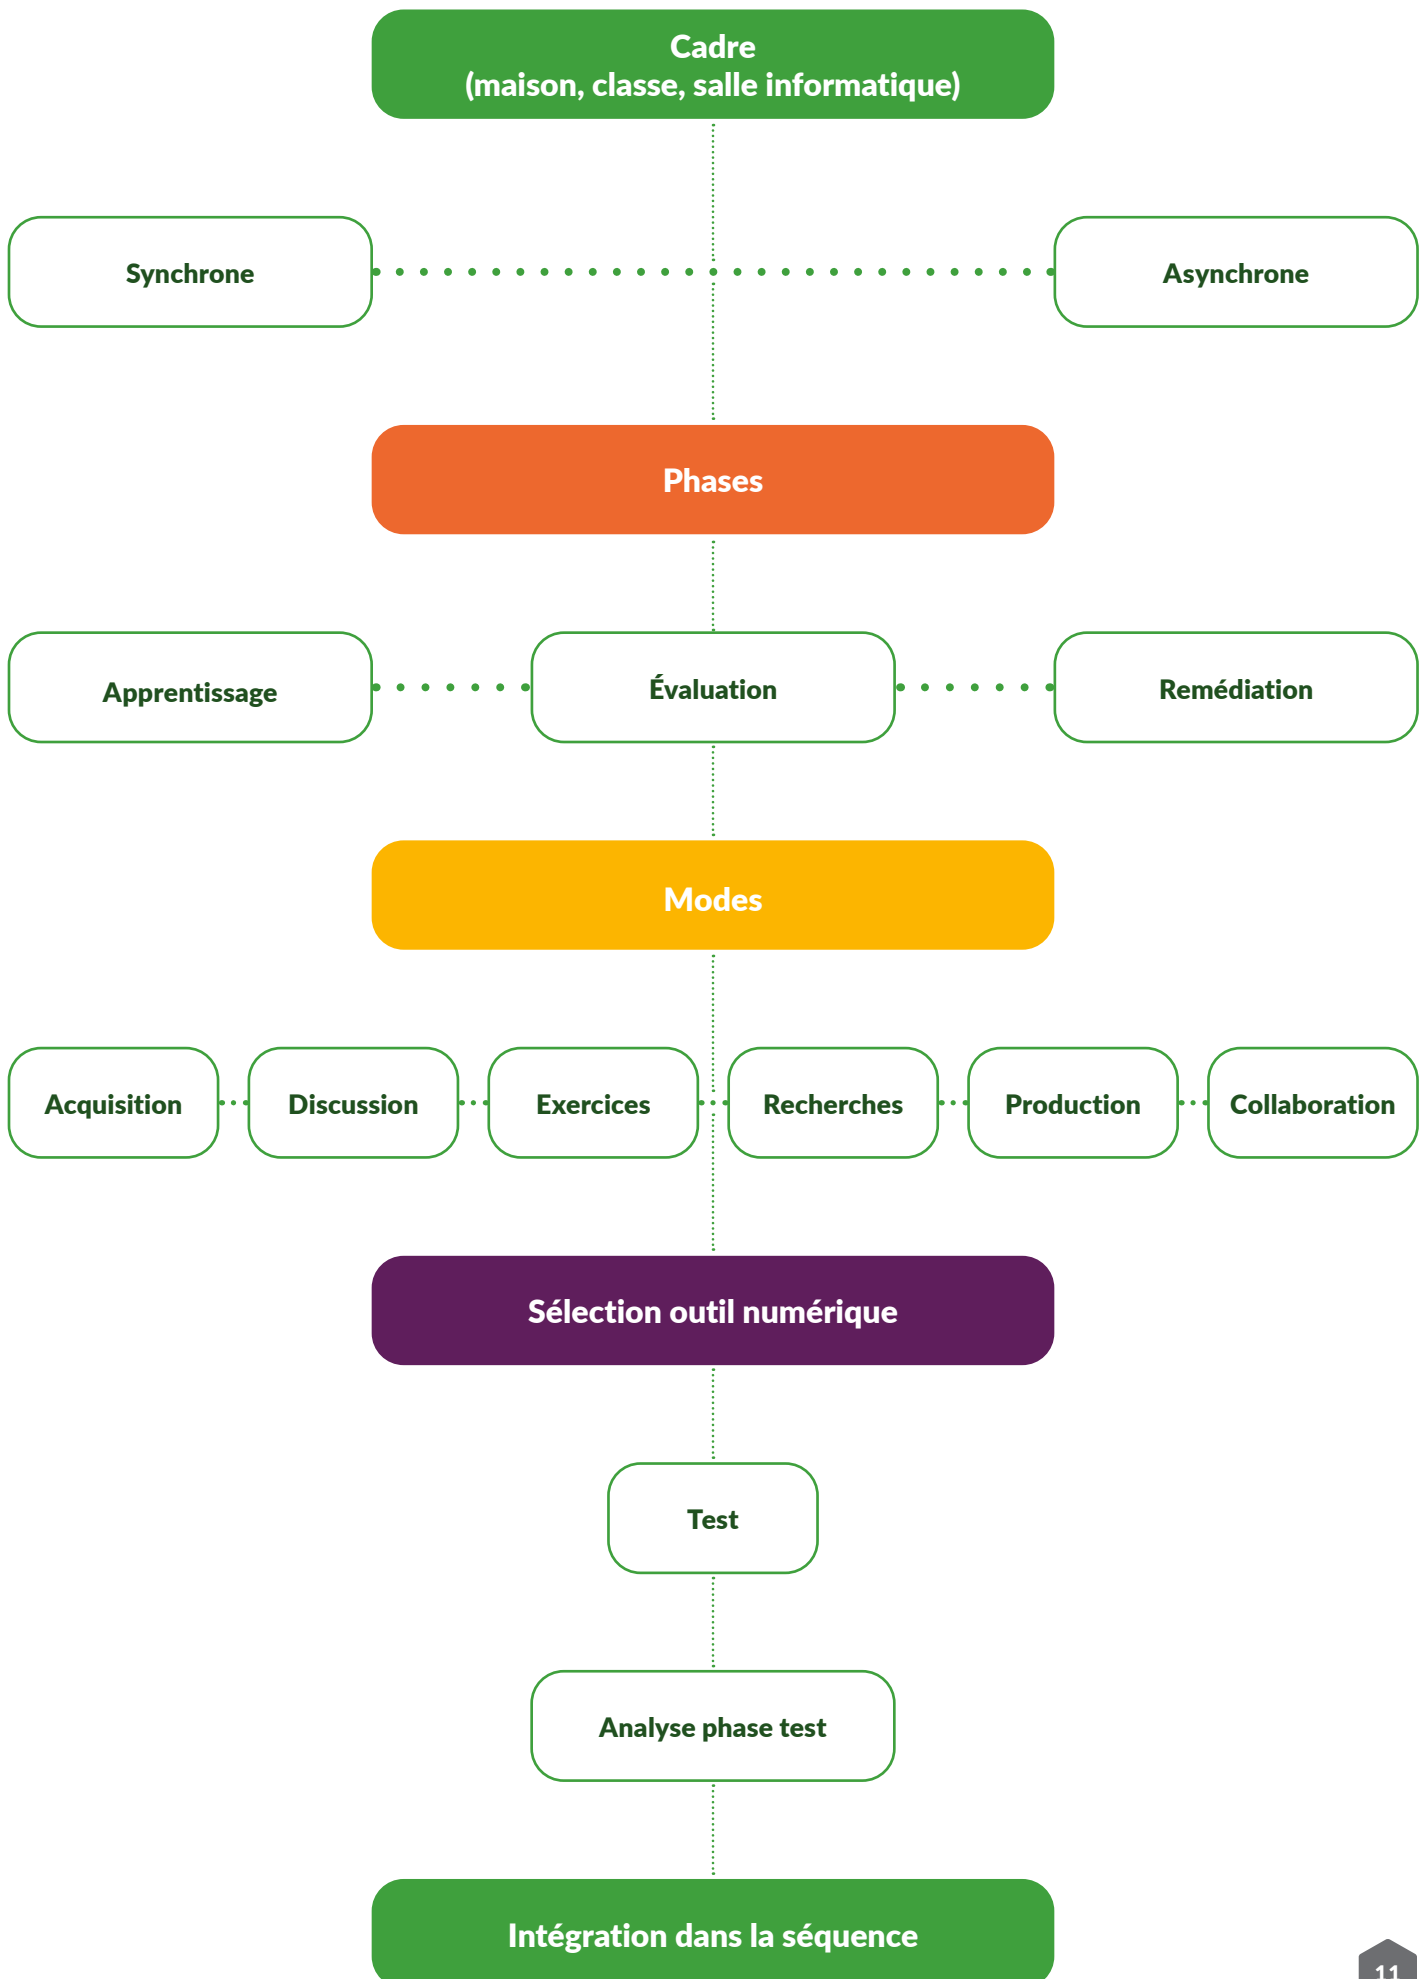 Cadre
(maison, classe, salle informatique)
Synchrone
Asynchrone
Phases
Apprentissage
Évaluation
Remédiation
Modes
Acquisition
Discussion
Exercices
Recherches
Production
Collaboration
Sélection outil numérique
Test
Analyse phase test
Intégration dans la séquence
11